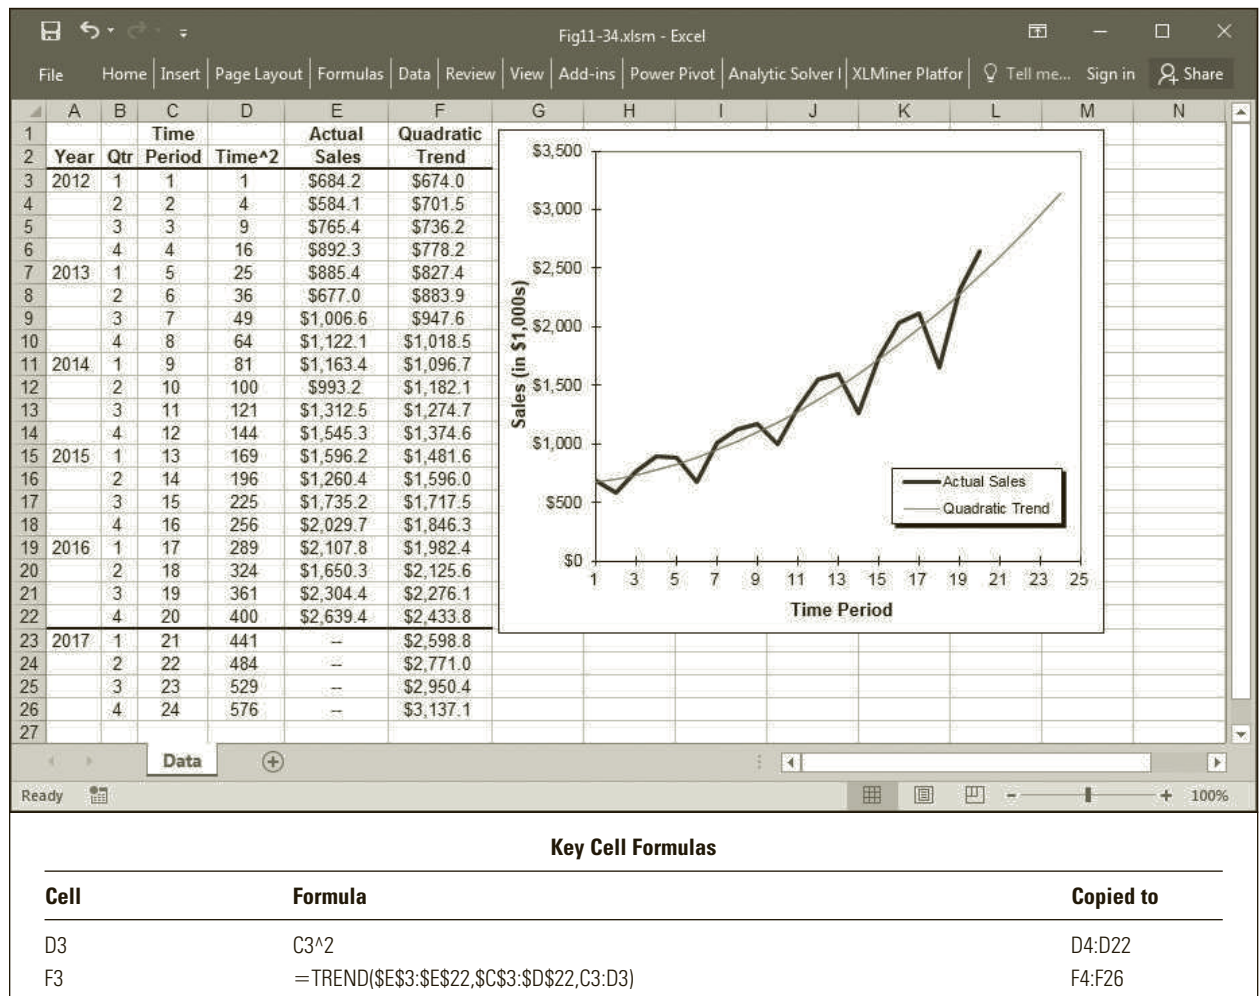 Fig11-34.xlsm - Excel
File Home Insert Page Layout Formulas Data Review View Add-ins Power Pivot Analytic Solver XLMiner Platfor Tell me... Sign in Share
A B C D E F G H I J K L M N
1 Time Actual Quadratic
2 Year Qtr Period Time^2 Sales Trend
3 2012 1 1 1 $684.2 $674.0
4 2 2 4 $584.1 $701.5
5 3 3 9 $765.4 $736.2
6 4 4 16 $892.3 $778.2
7 2013 1 5 25 $885.4 $827.4
8 2 6 36 $677.0 $883.9
9 3 7 49 $1,006.6 $947.6
10 4 8 64 $1,122.1 $1,018.5
11 2014 1 9 81 $1,163.4 $1,096.7
12 2 10 100 $993.2 $1,182.1
13 3 11 121 $1,312.5 $1,274.7
14 4 12 144 $1,545.3 $1,374.6
15 2015 1 13 169 $1,596.2 $1,481.6
16 2 14 196 $1,260.4 $1,596.0
17 3 15 225 $1,735.2 $1,717.5
18 4 16 256 $2,029.7 $1,846.3
19 2016 1 17 289 $2,107.8 $1,982.4
20 2 18 324 $1,650.3 $2,125.6
21 3 19 361 $2,304.4 $2,276.1
22 4 20 400 $2,639.4 $2,433.8
23 2017 1 21 441 -- $2,598.8
24 2 22 484 -- $2,771.0
25 3 23 529 -- $2,950.4
26 4 24 576 -- $3,137.1
27
$3,500
$3,000
$2,500
$2,000
$1,500
$1,000
$500
$0
Sales (in $1,000s)
Actual Sales
Quadratic Trend
1 3 5 7 9 11 13 15 17 19 21 23 25
Time Period
Data
Ready 100%
Key Cell Formulas
Cell Formula Copied to
D3 C3^2 D4:D22
F3 =TREND($E$3:$E$22,$C$3:$D$22,C3:D3) F4:F26